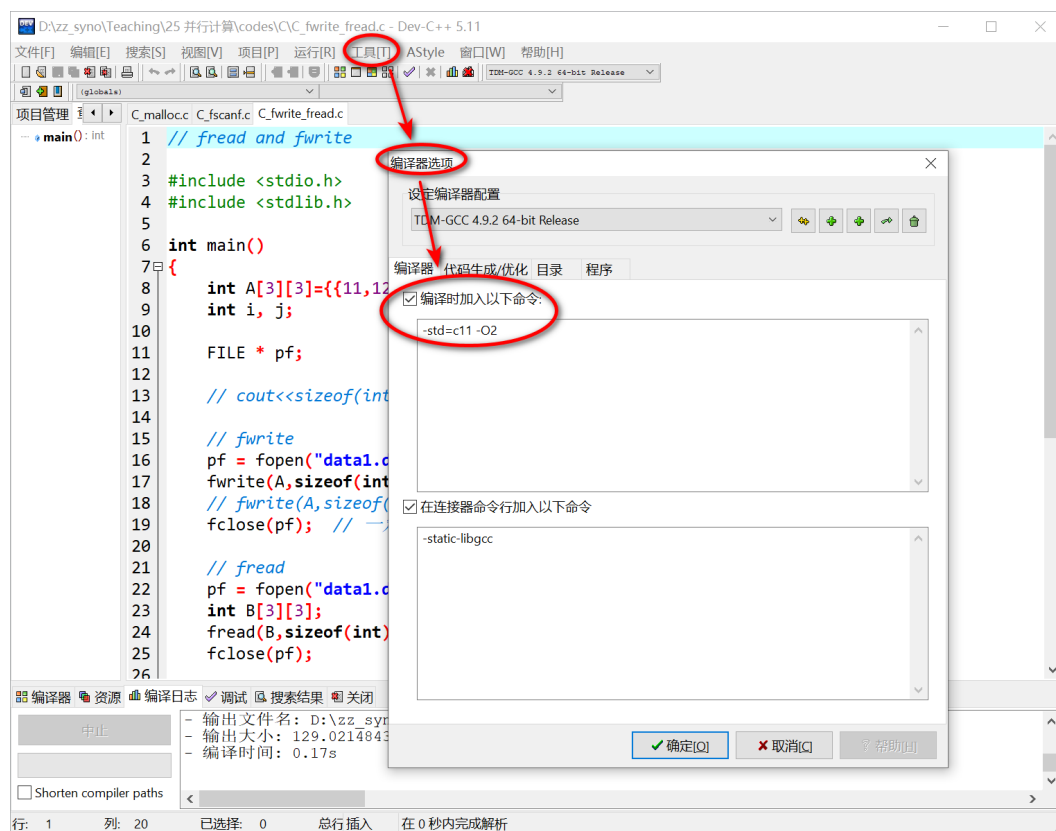 D:\zz_syno\Teaching\25 并行计算\codes\C\C_fwrite_fread.c - Dev-C++ 5.11
文件[F] 编辑[E] 搜索[S] 视图[V] 项目[P] 运行[R] 工具[T] AStyle 窗口[W] 帮助[H]
TDM-GCC 4.9.2 64-bit Release
(globals)
项目管理 C_malloc.c C_fscanf.c C_fwrite_fread.c
main() : int
1 // fread and fwrite
2
3 #include <stdio.h>
4 #include <stdlib.h>
5
6 int main()
7 {
8 int A[3][3]={{11,12
9 int i, j;
10
11 FILE * pf;
12
13 // cout<<sizeof(int
14
15 // fwrite
16 pf = fopen("data1.d
17 fwrite(A,sizeof(int
18 // fwrite(A,sizeof(
19 fclose(pf); // 一
20
21 // fread
22 pf = fopen("data1.d
23 int B[3][3];
24 fread(B,sizeof(int)
25 fclose(pf);
26
编译器选项
设定编译器配置
TDM-GCC 4.9.2 64-bit Release
编译器 代码生成/优化 目录 程序
编译时加入以下命令:
-std=c11 -O2
在连接器命令行加入以下命令
-static-libgcc
确定[O] 取消[C] 帮助[H]
编译器 资源 编译日志 调试 搜索结果 关闭
中止
- 输出文件名: D:\zz_syn
- 输出大小: 129.0214843
- 编译时间: 0.17s
Shorten compiler paths
行: 1 列: 20 已选择: 0 总行 插入 在 0 秒内完成解析